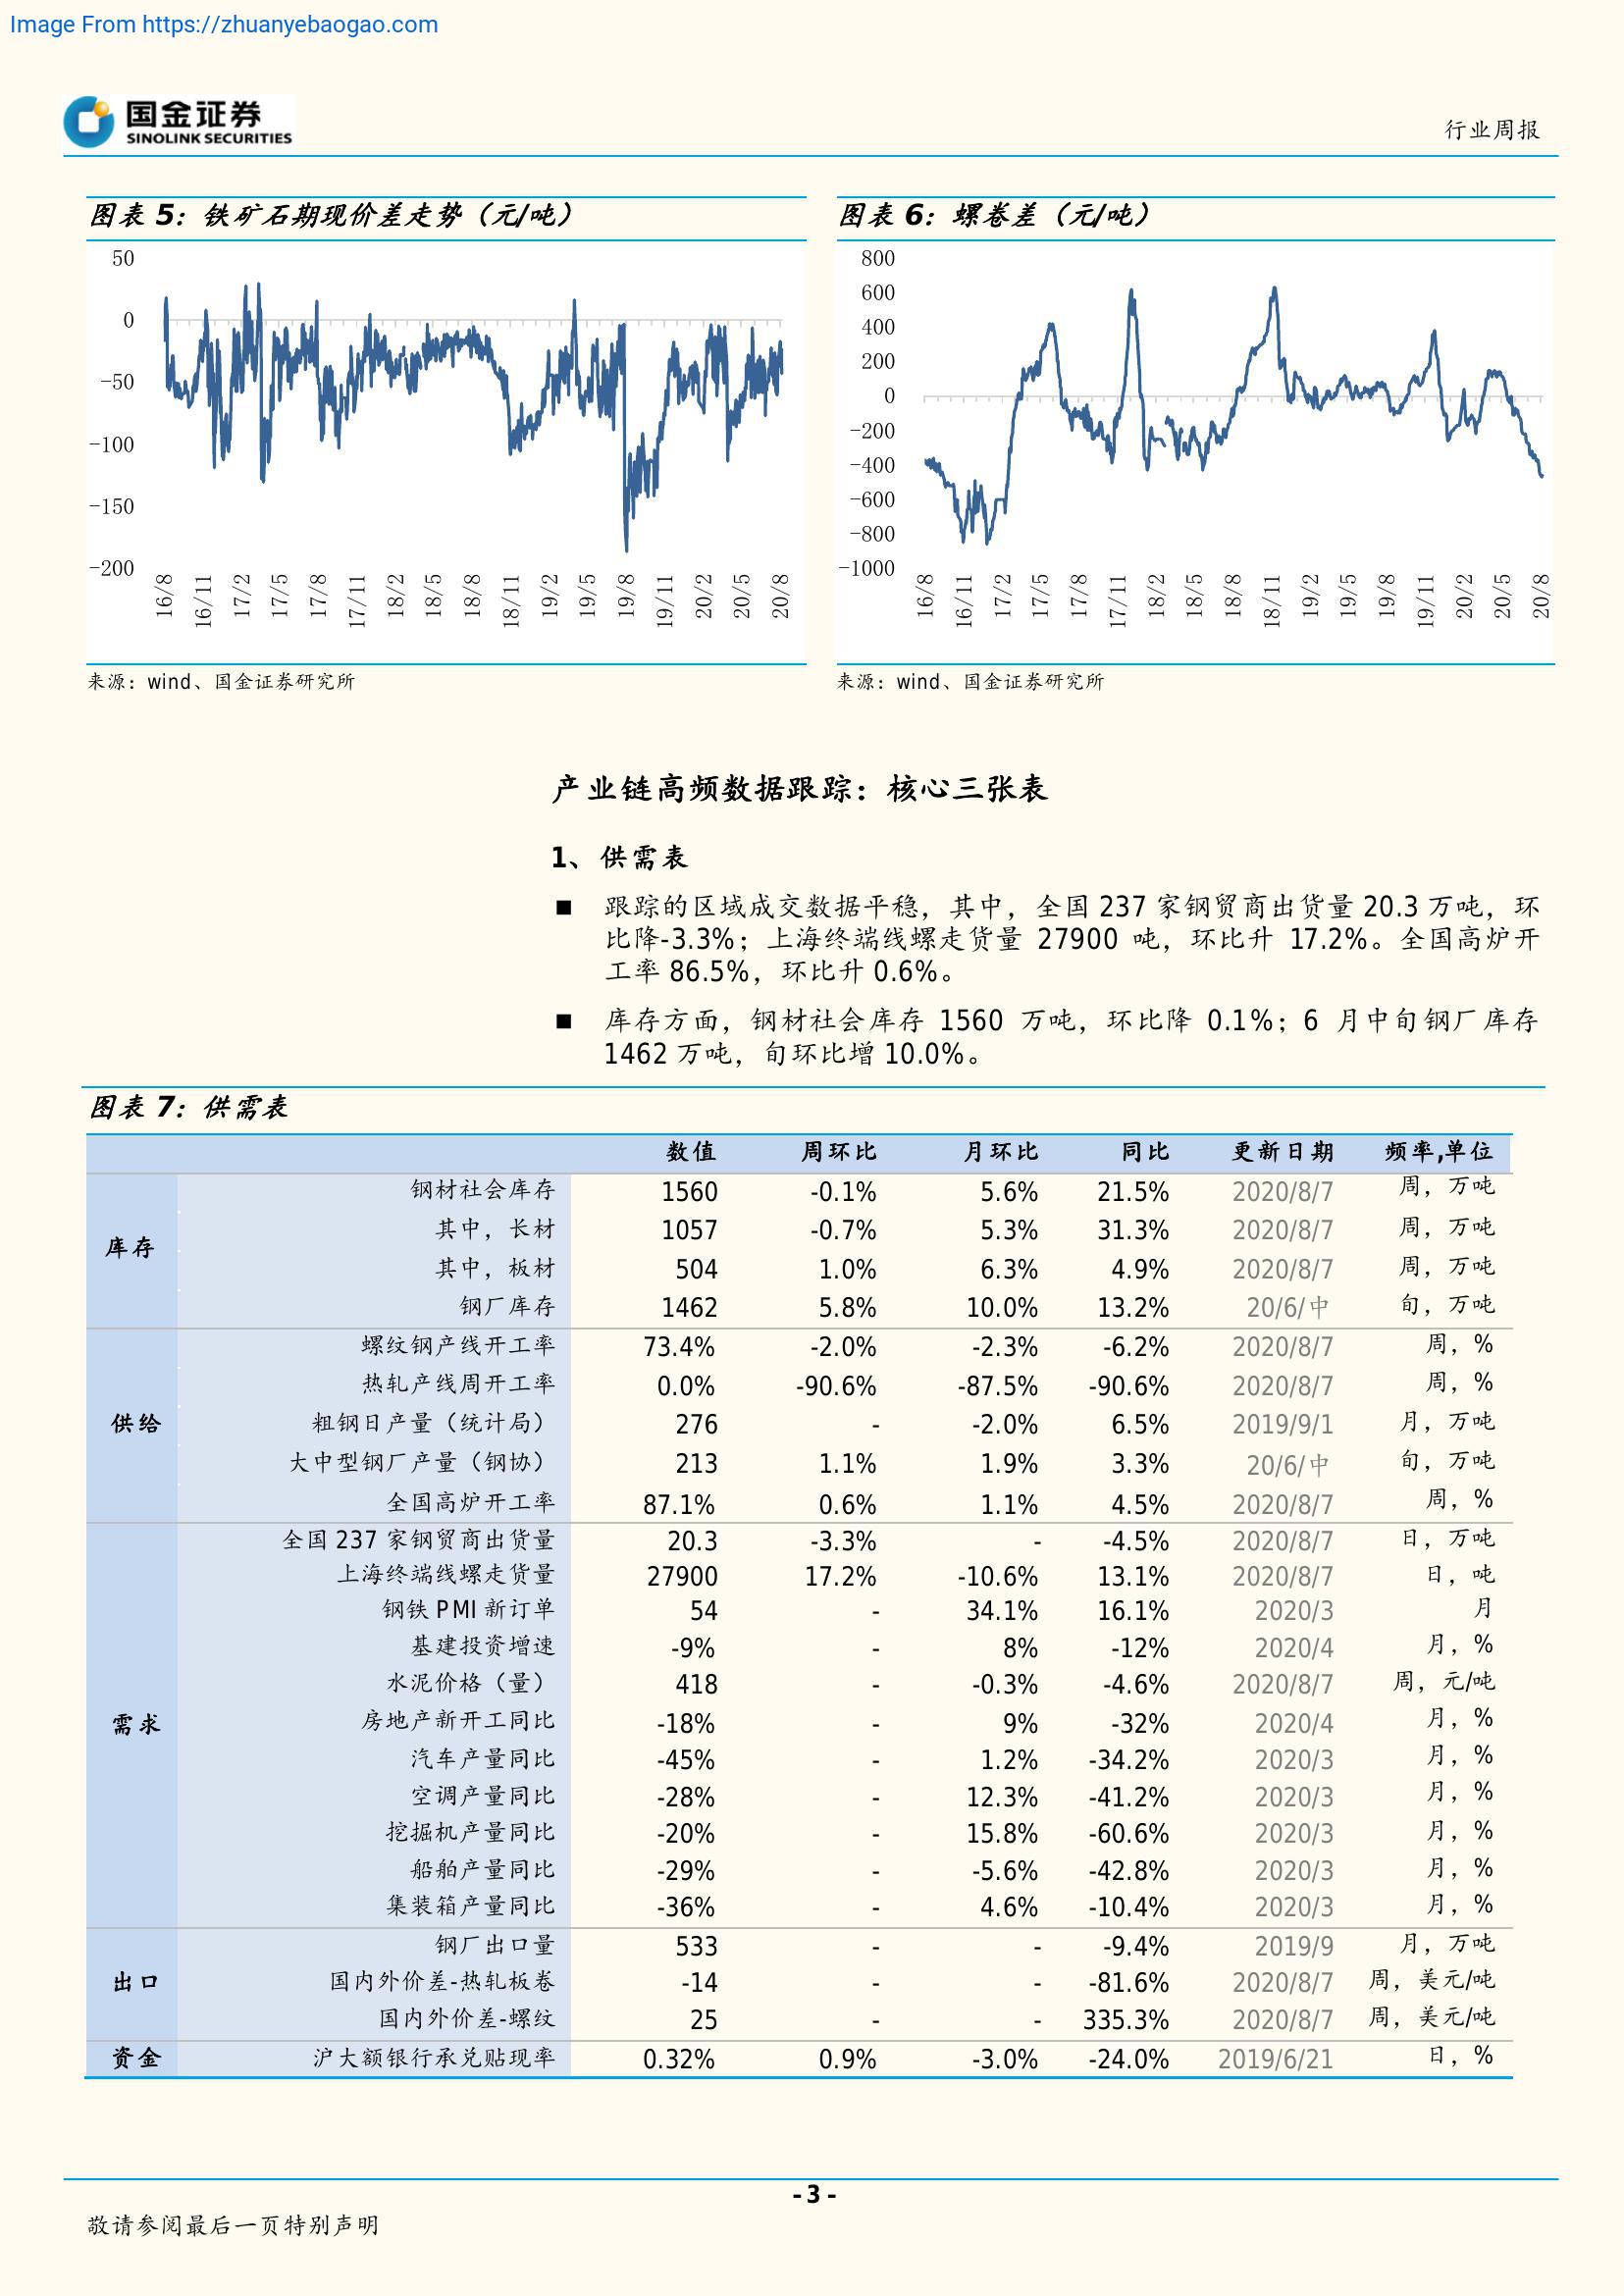 Image From https://zhuanyebaogao.com
国金证券
SINOLINK SECURITIES
行业周报
图表 5：铁矿石期现价差走势（元/吨）
50
0
-50
-100
-150
-200
16/8 16/11 17/2 17/5 17/8 17/11 18/2 18/5 18/8 18/11 19/2 19/5 19/8 19/11 20/2 20/5 20/8
来源：wind、国金证券研究所
图表 6：螺卷差（元/吨）
800
600
400
200
0
-200
-400
-600
-800
-1000
16/8 16/11 17/2 17/5 17/8 17/11 18/2 18/5 18/8 18/11 19/2 19/5 19/8 19/11 20/2 20/5 20/8
来源：wind、国金证券研究所
产业链高频数据跟踪：核心三张表
1、供需表
■ 跟踪的区域成交数据平稳，其中，全国 237 家钢贸商出货量 20.3 万吨，环
比降-3.3%；上海终端线螺走货量 27900 吨，环比升 17.2%。全国高炉开
工率 86.5%，环比升 0.6%。
■ 库存方面，钢材社会库存 1560 万吨，环比降 0.1%；6 月中旬钢厂库存
1462 万吨，旬环比增 10.0%。
图表 7：供需表
数值 周环比 月环比 同比 更新日期 频率,单位
库存
钢材社会库存 1560 -0.1% 5.6% 21.5% 2020/8/7 周，万吨
其中，长材 1057 -0.7% 5.3% 31.3% 2020/8/7 周，万吨
其中，板材 504 1.0% 6.3% 4.9% 2020/8/7 周，万吨
钢厂库存 1462 5.8% 10.0% 13.2% 20/6/中 旬，万吨
供给
螺纹钢产线开工率 73.4% -2.0% -2.3% -6.2% 2020/8/7 周，%
热轧产线周开工率 0.0% -90.6% -87.5% -90.6% 2020/8/7 周，%
粗钢日产量（统计局） 276 - -2.0% 6.5% 2019/9/1 月，万吨
大中型钢厂产量（钢协） 213 1.1% 1.9% 3.3% 20/6/中 旬，万吨
全国高炉开工率 87.1% 0.6% 1.1% 4.5% 2020/8/7 周，%
需求
全国 237 家钢贸商出货量 20.3 -3.3% - -4.5% 2020/8/7 日，万吨
上海终端线螺走货量 27900 17.2% -10.6% 13.1% 2020/8/7 日，吨
钢铁 PMI 新订单 54 - 34.1% 16.1% 2020/3 月
基建投资增速 -9% - 8% -12% 2020/4 月，%
水泥价格（量） 418 - -0.3% -4.6% 2020/8/7 周，元/吨
房地产新开工同比 -18% - 9% -32% 2020/4 月，%
汽车产量同比 -45% - 1.2% -34.2% 2020/3 月，%
空调产量同比 -28% - 12.3% -41.2% 2020/3 月，%
挖掘机产量同比 -20% - 15.8% -60.6% 2020/3 月，%
船舶产量同比 -29% - -5.6% -42.8% 2020/3 月，%
集装箱产量同比 -36% - 4.6% -10.4% 2020/3 月，%
出口
钢厂出口量 533 - - -9.4% 2019/9 月，万吨
国内外价差-热轧板卷 -14 - - -81.6% 2020/8/7 周，美元/吨
国内外价差-螺纹 25 - - 335.3% 2020/8/7 周，美元/吨
资金 沪大额银行承兑贴现率 0.32% 0.9% -3.0% -24.0% 2019/6/21 日，%
- 3 -
敬请参阅最后一页特别声明